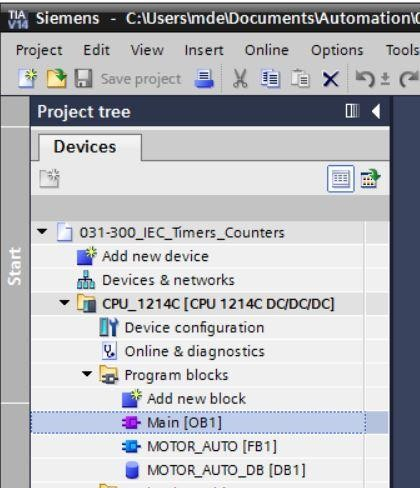 TIA V14 Siemens - C:\Users\mde\Documents\Automation\
Project Edit View Insert Online Options Tools
Save project
Project tree
Devices
Start
031-300_IEC_Timers_Counters
Add new device
Devices & networks
CPU_1214C [CPU 1214C DC/DC/DC]
Device configuration
Online & diagnostics
Program blocks
Add new block
Main [OB1]
MOTOR_AUTO [FB1]
MOTOR_AUTO_DB [DB1]